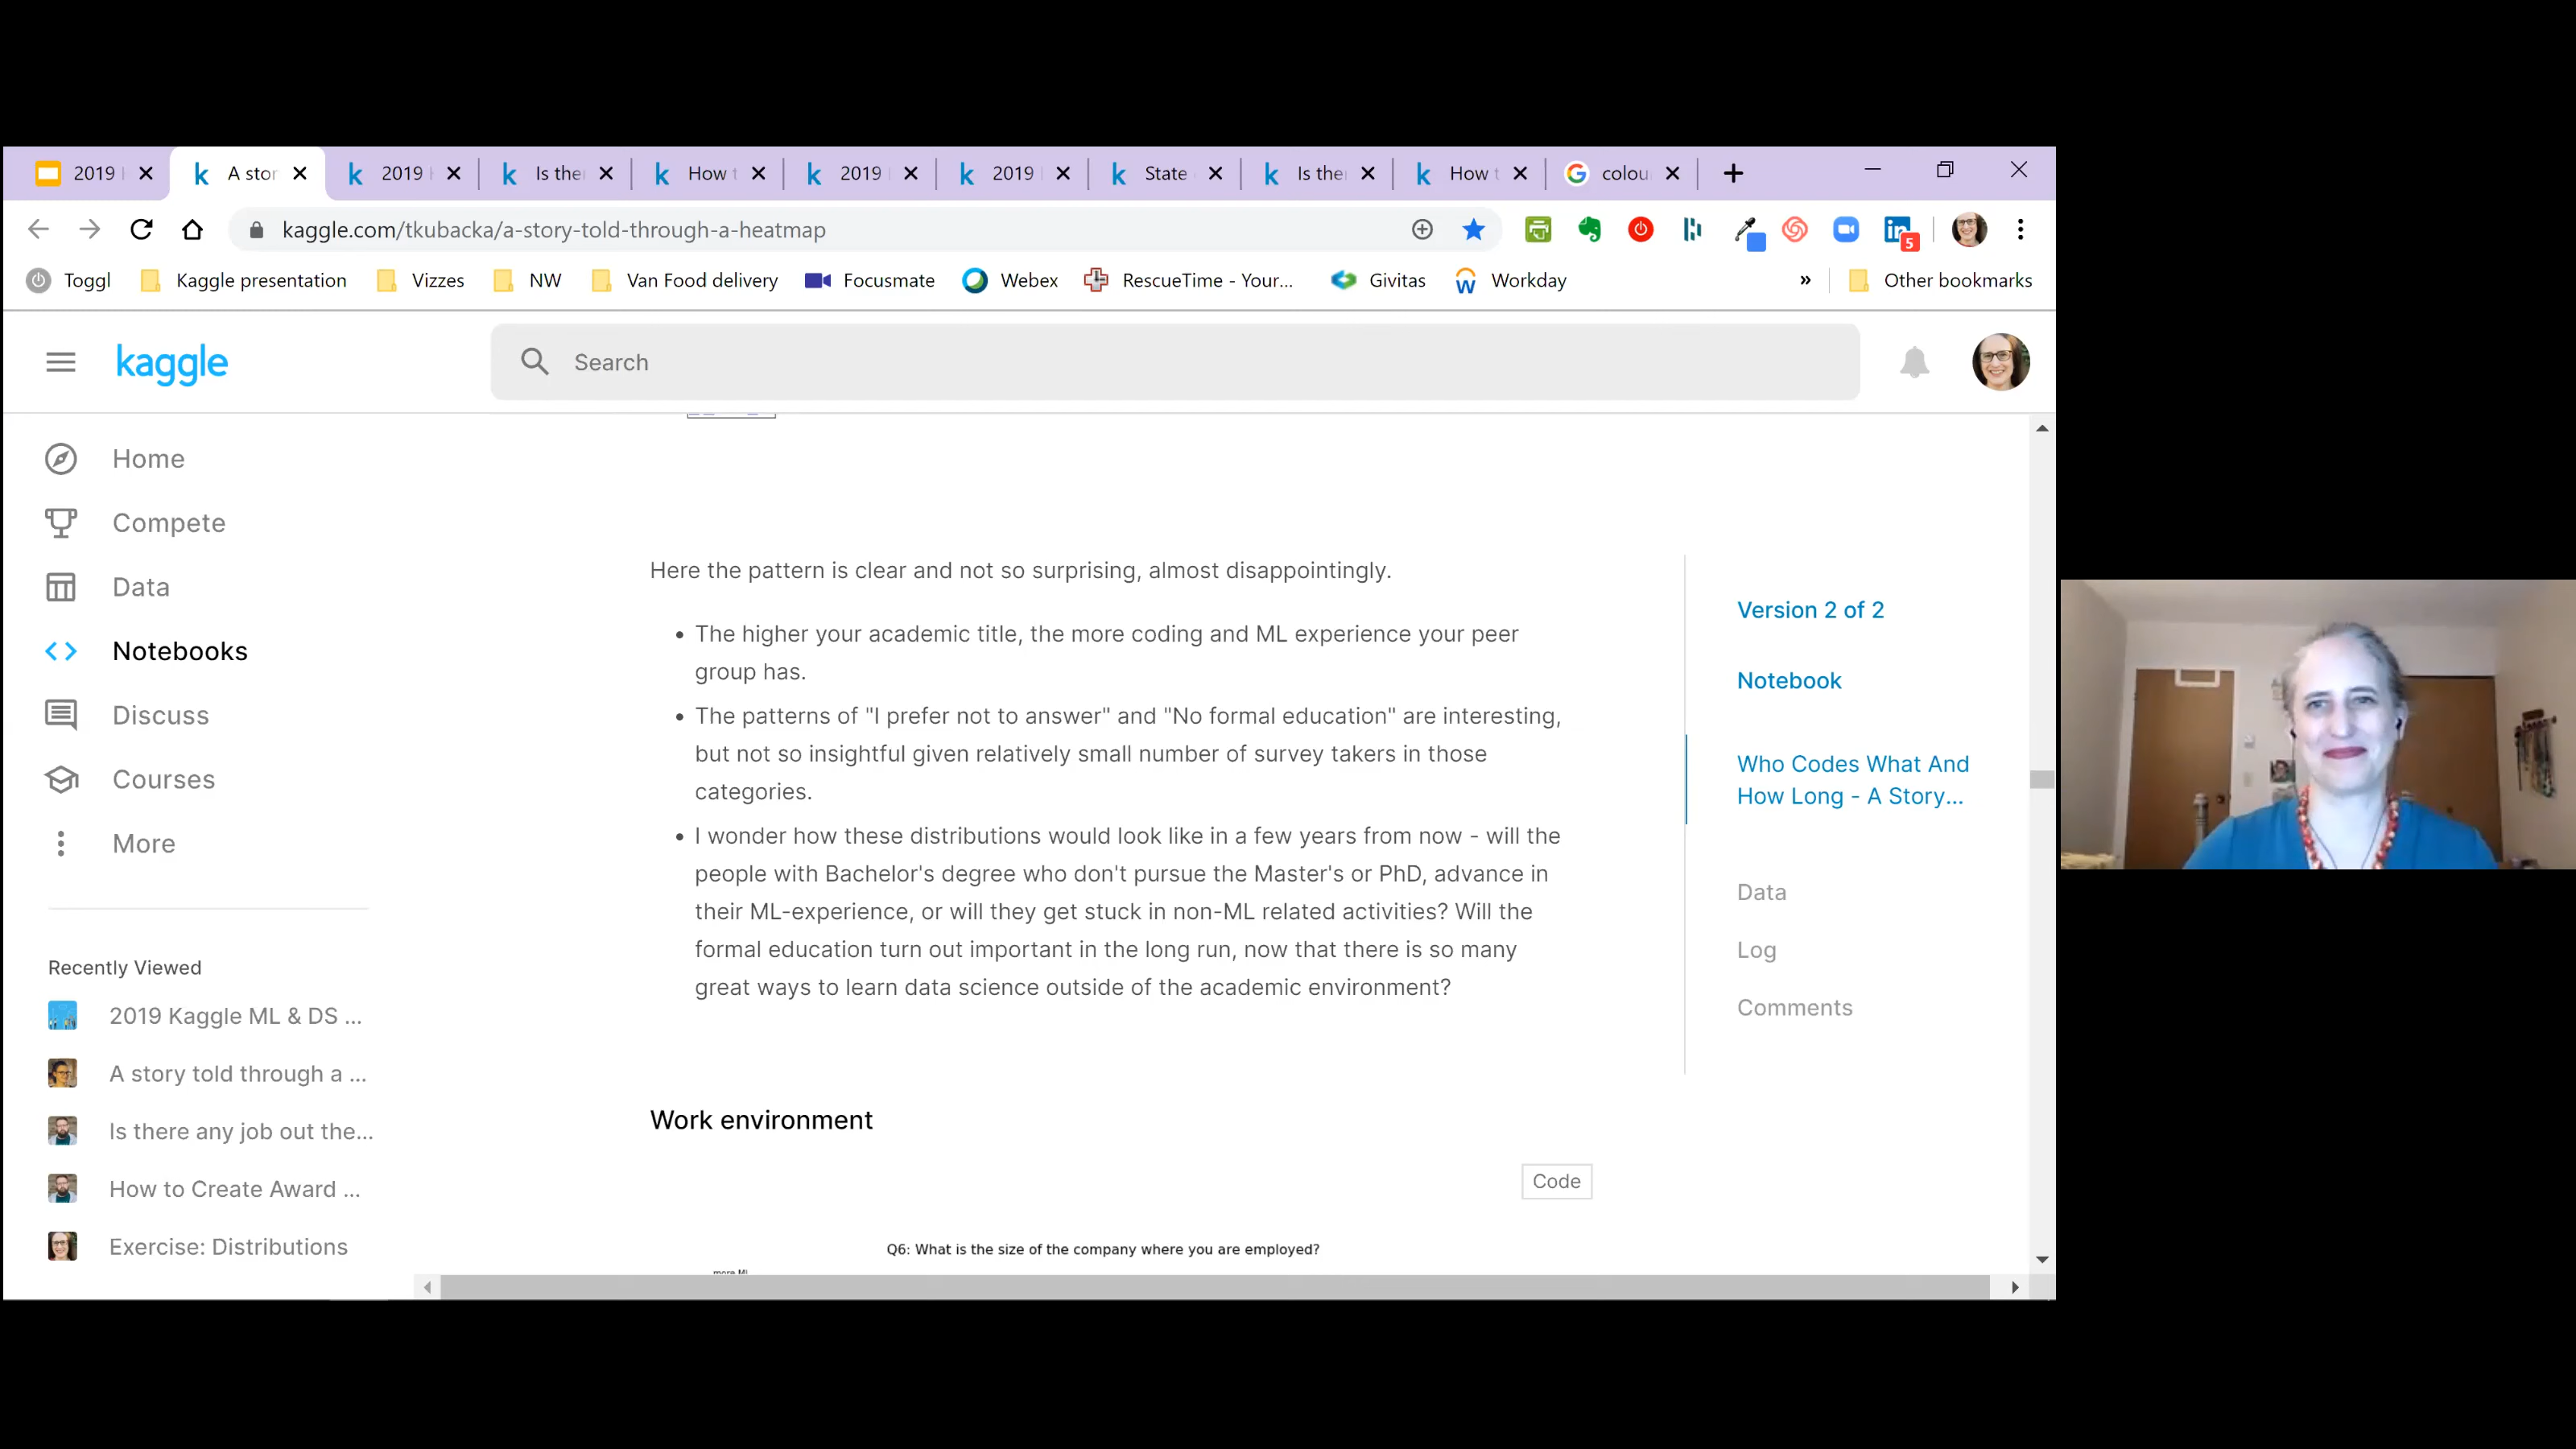 2019
A stor
2019
Is the
How t
2019
2019
State
Is the
How t
colou
kaggle.com/tkubacka/a-story-told-through-a-heatmap
5
Toggl
Kaggle presentation
Vizzes
NW
Van Food delivery
Focusmate
Webex
RescueTime - Your...
Givitas
Workday
»
Other bookmarks
kaggle
Search
Home
Compete
Data
Notebooks
Discuss
Courses
More
Recently Viewed
2019 Kaggle ML & DS ...
A story told through a ...
Is there any job out the...
How to Create Award ...
Exercise: Distributions
Here the pattern is clear and not so surprising, almost disappointingly.
• The higher your academic title, the more coding and ML experience your peer
group has.
• The patterns of "I prefer not to answer" and "No formal education" are interesting,
but not so insightful given relatively small number of survey takers in those
categories.
• I wonder how these distributions would look like in a few years from now - will the
people with Bachelor's degree who don't pursue the Master's or PhD, advance in
their ML-experience, or will they get stuck in non-ML related activities? Will the
formal education turn out important in the long run, now that there is so many
great ways to learn data science outside of the academic environment?
Work environment
Code
Q6: What is the size of the company where you are employed?
Version 2 of 2
Notebook
Who Codes What And
How Long - A Story...
Data
Log
Comments